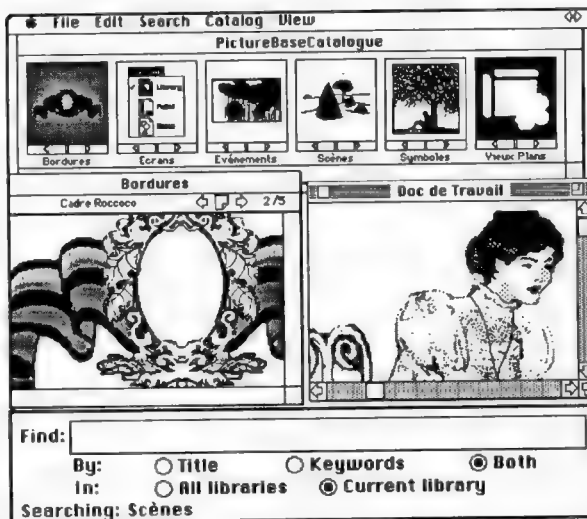 File Edit Search Catalog View
PictureBaseCatalogue
Bordures Ecrans Evénements Scènes Symboles Vieux Plans
Bordures
Cadre Roccoco 2/5
Doc de Travail
Find:
By: Title Keywords Both
In: All libraries Current library
Searching: Scènes